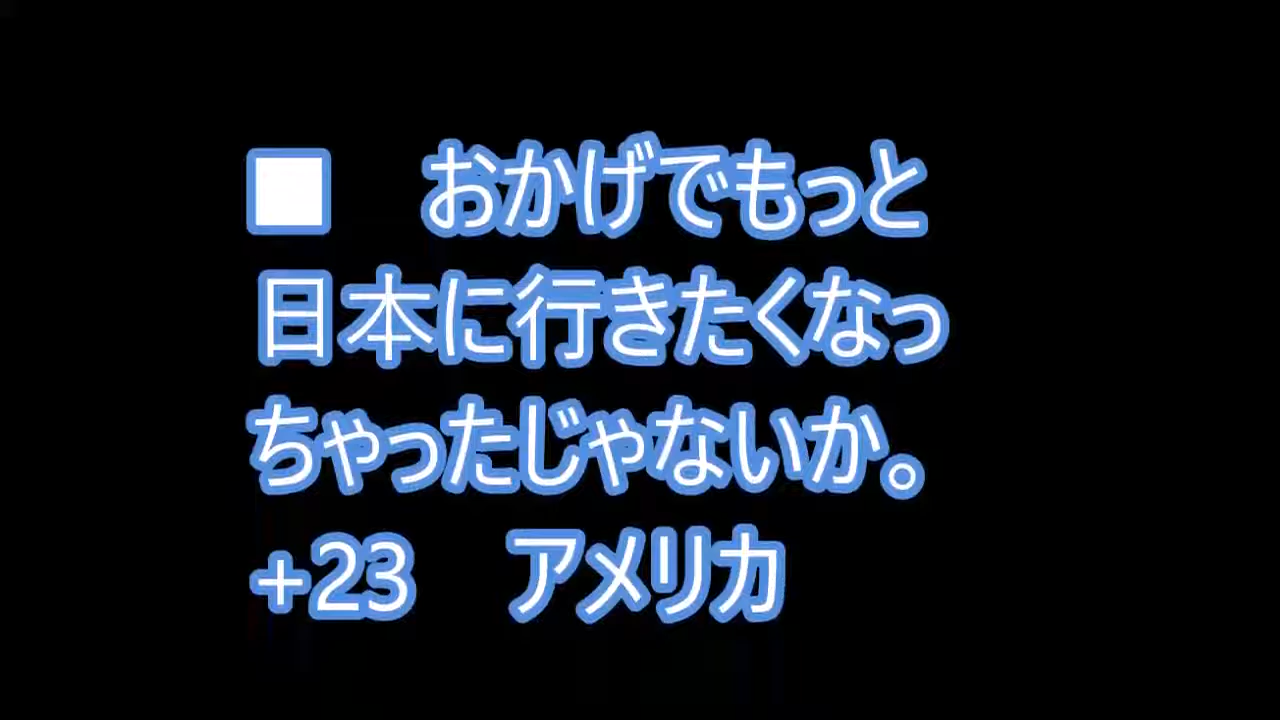 ■　おかげでもっと
日本に行きたくなっ
ちゃったじゃないか。
+23　アメリカ